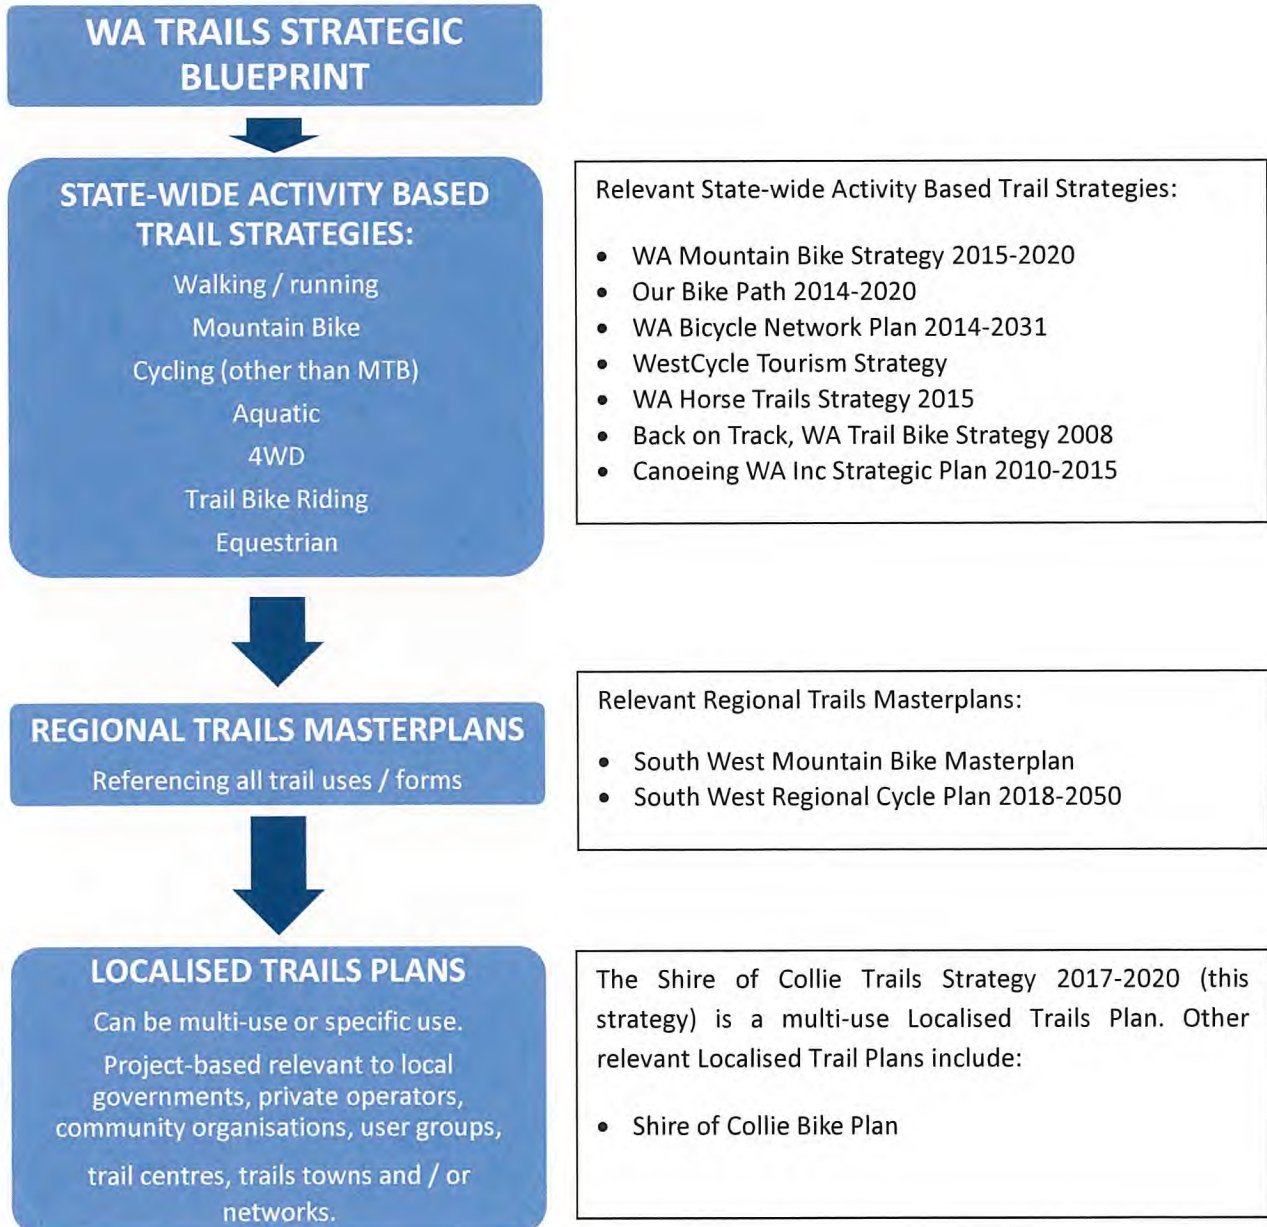 WA TRAILS STRATEGIC
BLUEPRINT
STATE-WIDE ACTIVITY BASED
TRAIL STRATEGIES:
Walking / running
Mountain Bike
Cycling (other than MTB)
Aquatic
4WD
Trail Bike Riding
Equestrian
Relevant State-wide Activity Based Trail Strategies:
• WA Mountain Bike Strategy 2015-2020
• Our Bike Path 2014-2020
• WA Bicycle Network Plan 2014-2031
• WestCycle Tourism Strategy
• WA Horse Trails Strategy 2015
• Back on Track, WA Trail Bike Strategy 2008
• Canoeing WA Inc Strategic Plan 2010-2015
REGIONAL TRAILS MASTERPLANS
Referencing all trail uses / forms
Relevant Regional Trails Masterplans:
• South West Mountain Bike Masterplan
• South West Regional Cycle Plan 2018-2050
LOCALISED TRAILS PLANS
Can be multi-use or specific use.
Project-based relevant to local
governments, private operators,
community organisations, user groups,
trail centres, trails towns and / or
networks.
The Shire of Collie Trails Strategy 2017-2020 (this
strategy) is a multi-use Localised Trails Plan. Other
relevant Localised Trail Plans include:
• Shire of Collie Bike Plan